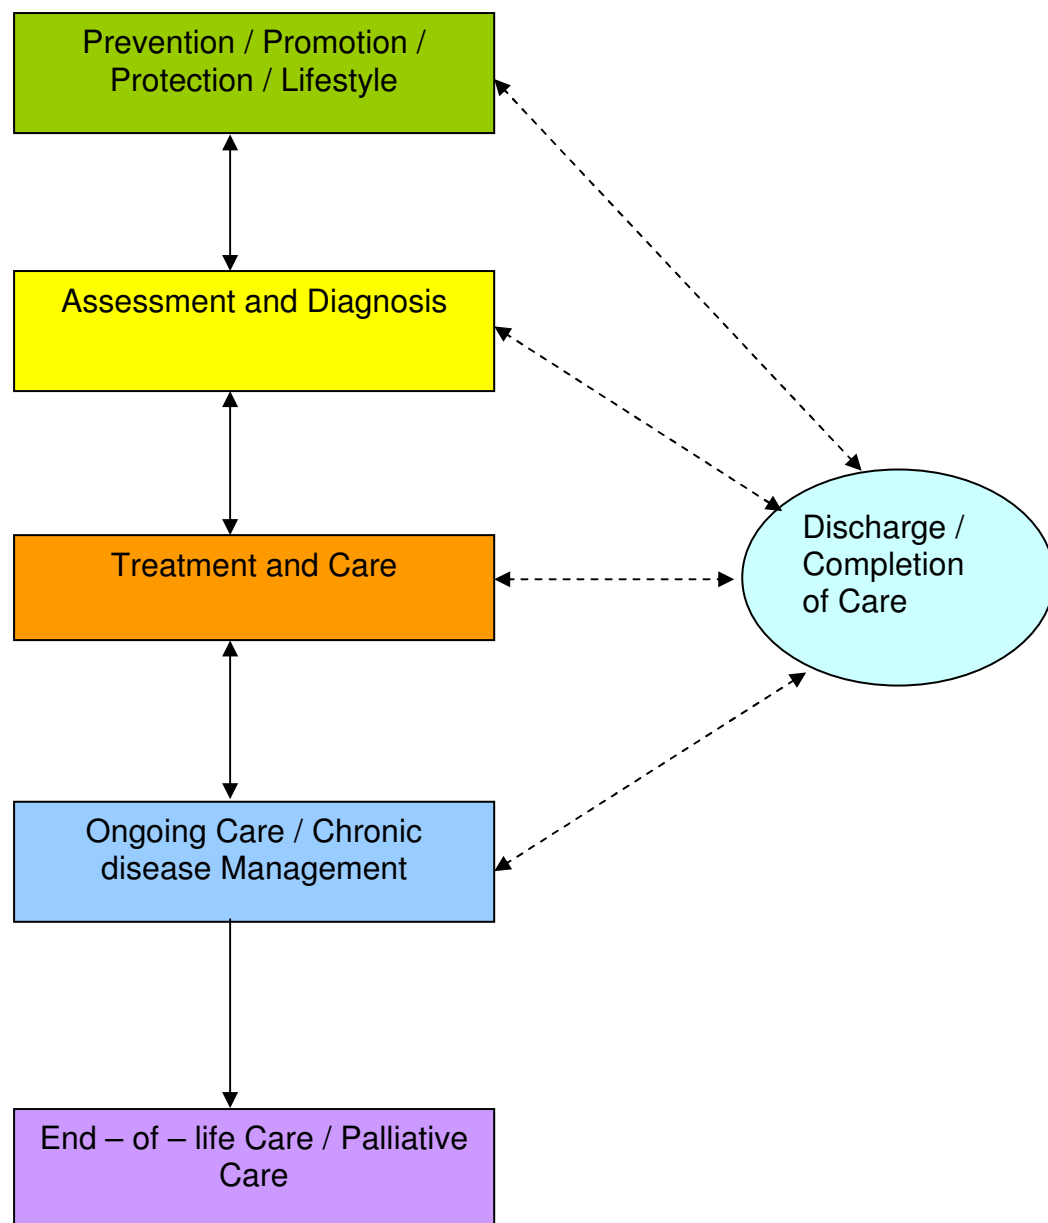 Prevention / Promotion /
Protection / Lifestyle
Assessment and Diagnosis
Discharge /
Completion
of Care
Treatment and Care
Ongoing Care / Chronic
disease Management
End – of – life Care / Palliative
Care